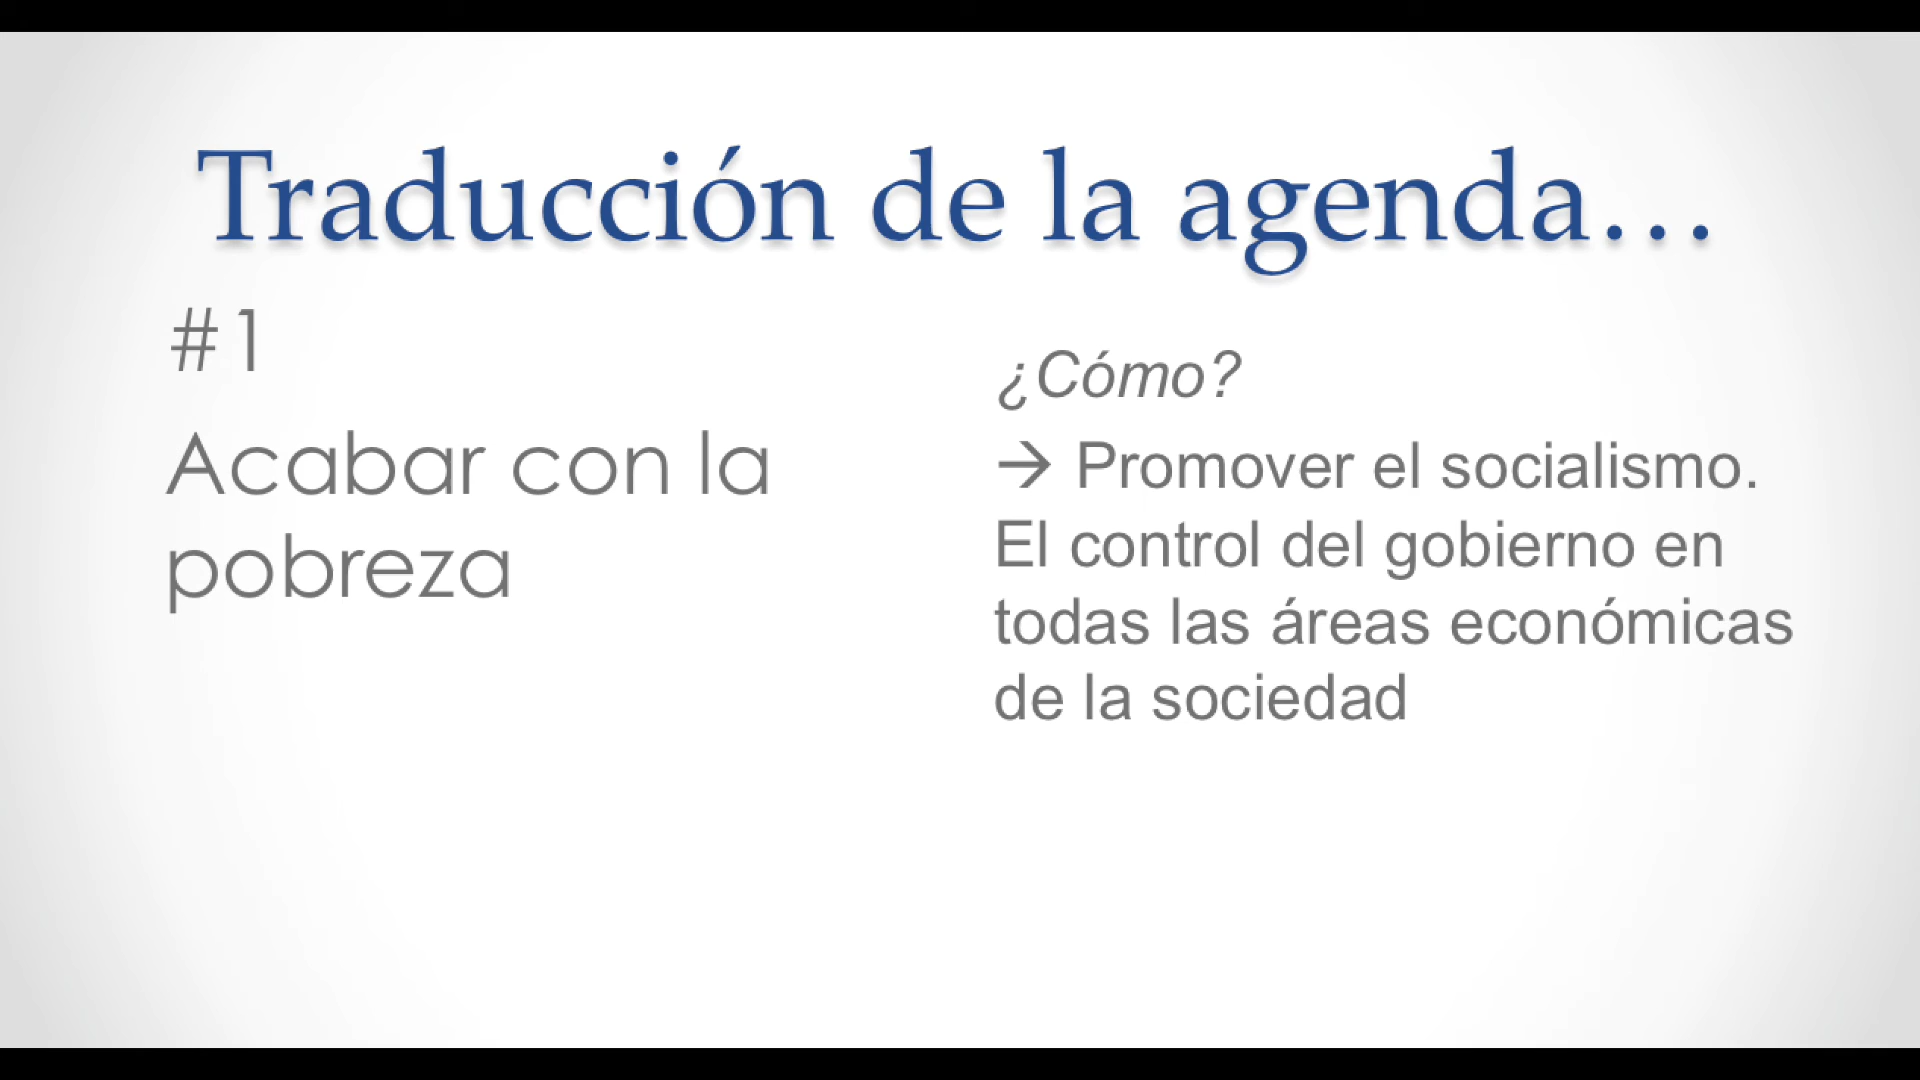 Traducción de la agenda…
#1
Acabar con la
pobreza
¿Cómo?
→ Promover el socialismo.
El control del gobierno en
todas las áreas económicas
de la sociedad